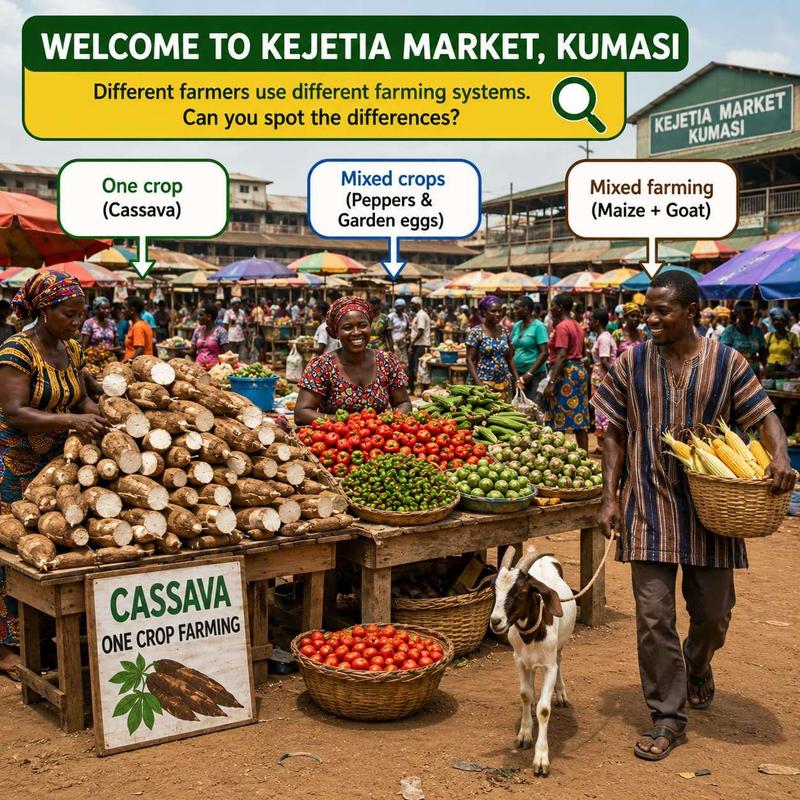 WELCOME TO KEJETIA MARKET, KUMASI
Different farmers use different farming systems.
Can you spot the differences?
KEJETIA MARKET
KUMASI
One crop
(Cassava)
Mixed crops
(Peppers &
Garden eggs)
Mixed farming
(Maize + Goat)
CASSAVA
ONE CROP FARMING